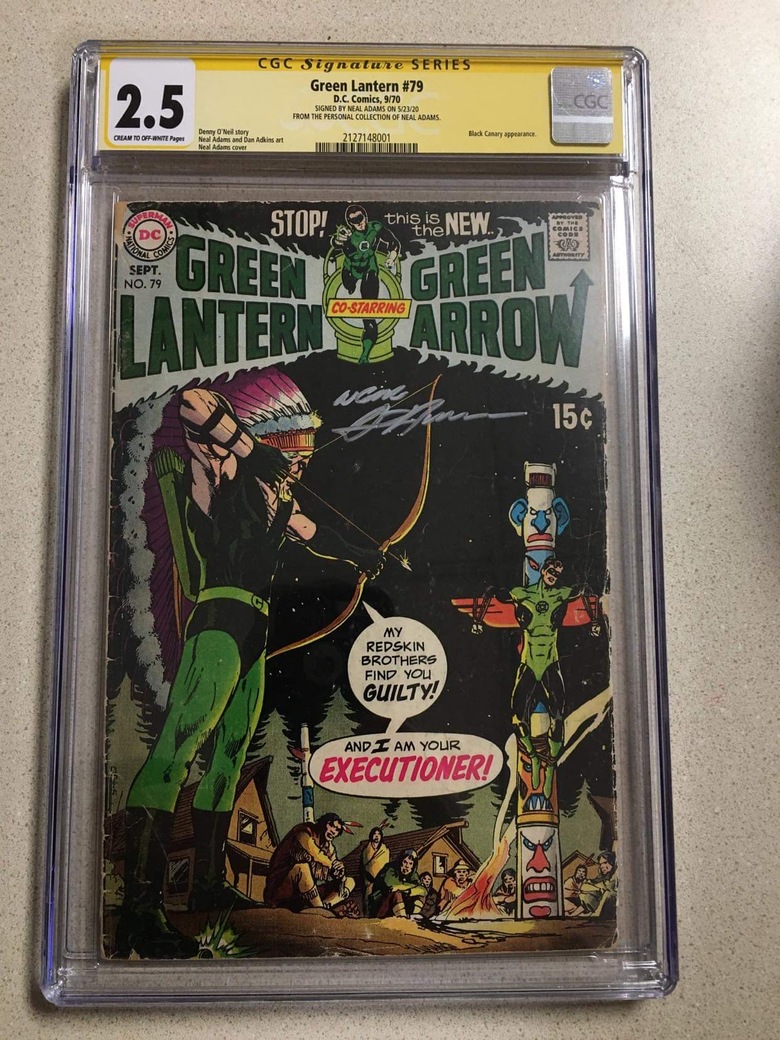 CGC Signature SERIES
2.5
CREAM TO OFF-WHITE Pages
Green Lantern #79
D.C. Comics, 9/70
SIGNED BY NEAL ADAMS ON 5/23/20
FROM THE PERSONAL COLLECTION OF NEAL ADAMS.
Denny O'Neil story
Neal Adams and Dan Adkins art
Neal Adams cover
2127148001
Black Canary appearance.
CGC
SUPERMAN
DC
NATIONAL COMICS
SEPT.
NO. 79
STOP!
this is
the NEW..
APPROVED
BY THE
COMICS
CODE
AUTHORITY
GREEN
LANTERN
CO-STARRING
GREEN
ARROW
Neal Adams
15¢
MY
REDSKIN
BROTHERS
FIND YOU
GUILTY!
AND I AM YOUR
EXECUTIONER!